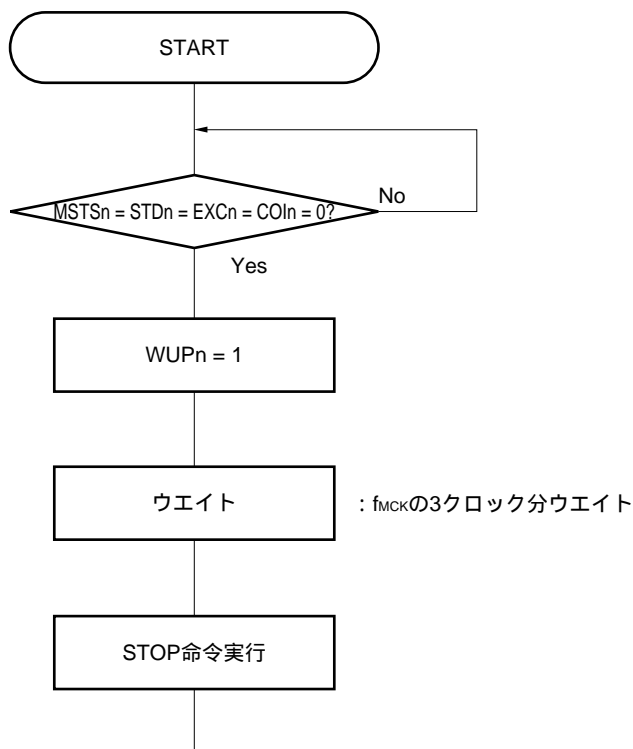 START
MSTSn = STDn = EXCn = COIn = 0?
No
Yes
WUPn = 1
ウエイト
：fMCKの3クロック分ウエイト
STOP命令実行